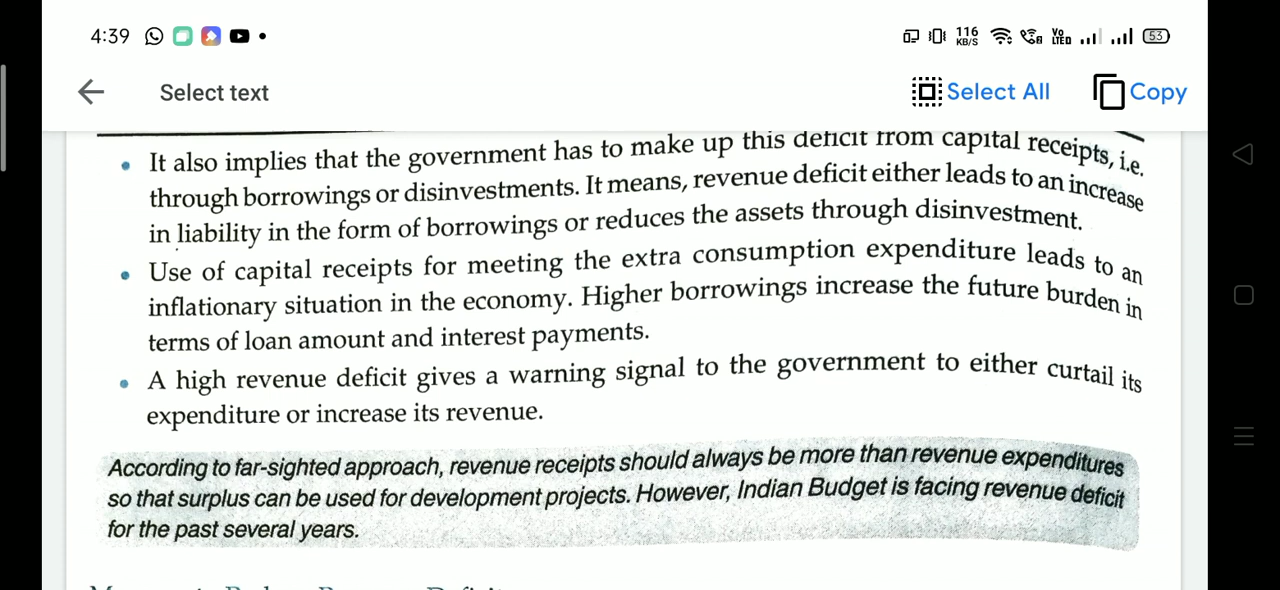 4:39
116
KB/S
Vo
LTED
53
Select text
Select All
Copy
It also implies that the government has to make up this deficit from capital receipts, i.e.
through borrowings or disinvestments. It means, revenue deficit either leads to an increase
in liability in the form of borrowings or reduces the assets through disinvestment.
Use of capital receipts for meeting the extra consumption expenditure leads to an
inflationary situation in the economy. Higher borrowings increase the future burden in
terms of loan amount and interest payments.
A high revenue deficit gives a warning signal to the government to either curtail its
expenditure or increase its revenue.
According to far-sighted approach, revenue receipts should always be more than revenue expenditures
so that surplus can be used for development projects. However, Indian Budget is facing revenue deficit
for the past several years.